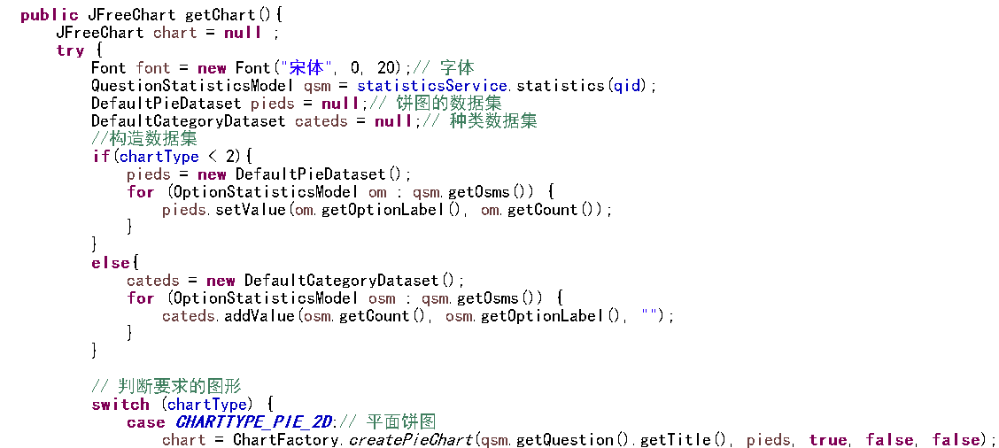 public JFreeChart getChart(){
    JFreeChart chart = null ;
    try {
        Font font = new Font("宋体", 0, 20);// 字体
        QuestionStatisticsModel qsm = statisticsService.statistics(qid);
        DefaultPieDataset pieds = null;// 饼图的数据集
        DefaultCategoryDataset cateds = null;// 种类数据集
        //构造数据集
        if(chartType < 2){
            pieds = new DefaultPieDataset();
            for (OptionStatisticsModel om : qsm.getOsms()) {
                pieds.setValue(om.getOptionLabel(), om.getCount());
            }
        }
        else{
            cateds = new DefaultCategoryDataset();
            for (OptionStatisticsModel osm : qsm.getOsms()) {
                cateds.addValue(osm.getCount(), osm.getOptionLabel(), "");
            }
        }

        // 判断要求的图形
        switch (chartType) {
            case CHARTTYPE_PIE_2D:// 平面饼图
                chart = ChartFactory.createPieChart(qsm.getQuestion().getTitle(), pieds, true, false, false);